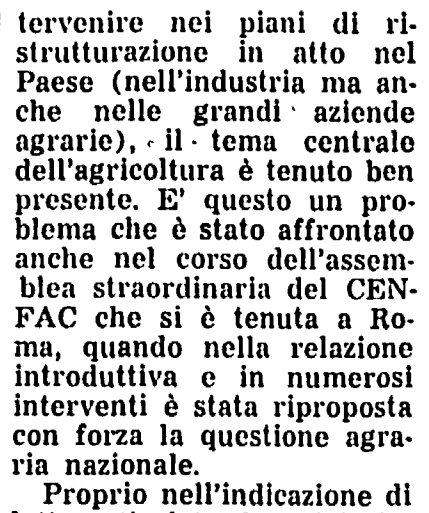 tervenire nei piani di ri-
strutturazione in atto nel
Paese (nell'industria ma an-
che nelle grandi aziende
agrarie), il tema centrale
dell'agricoltura è tenuto ben
presente. E' questo un pro-
blema che è stato affrontato
anche nel corso dell'assem-
blea straordinaria del CEN-
FAC che si è tenuta a Ro-
ma, quando nella relazione
introduttiva e in numerosi
interventi è stata riproposta
con forza la questione agra-
ria nazionale.
Proprio nell'indicazione di